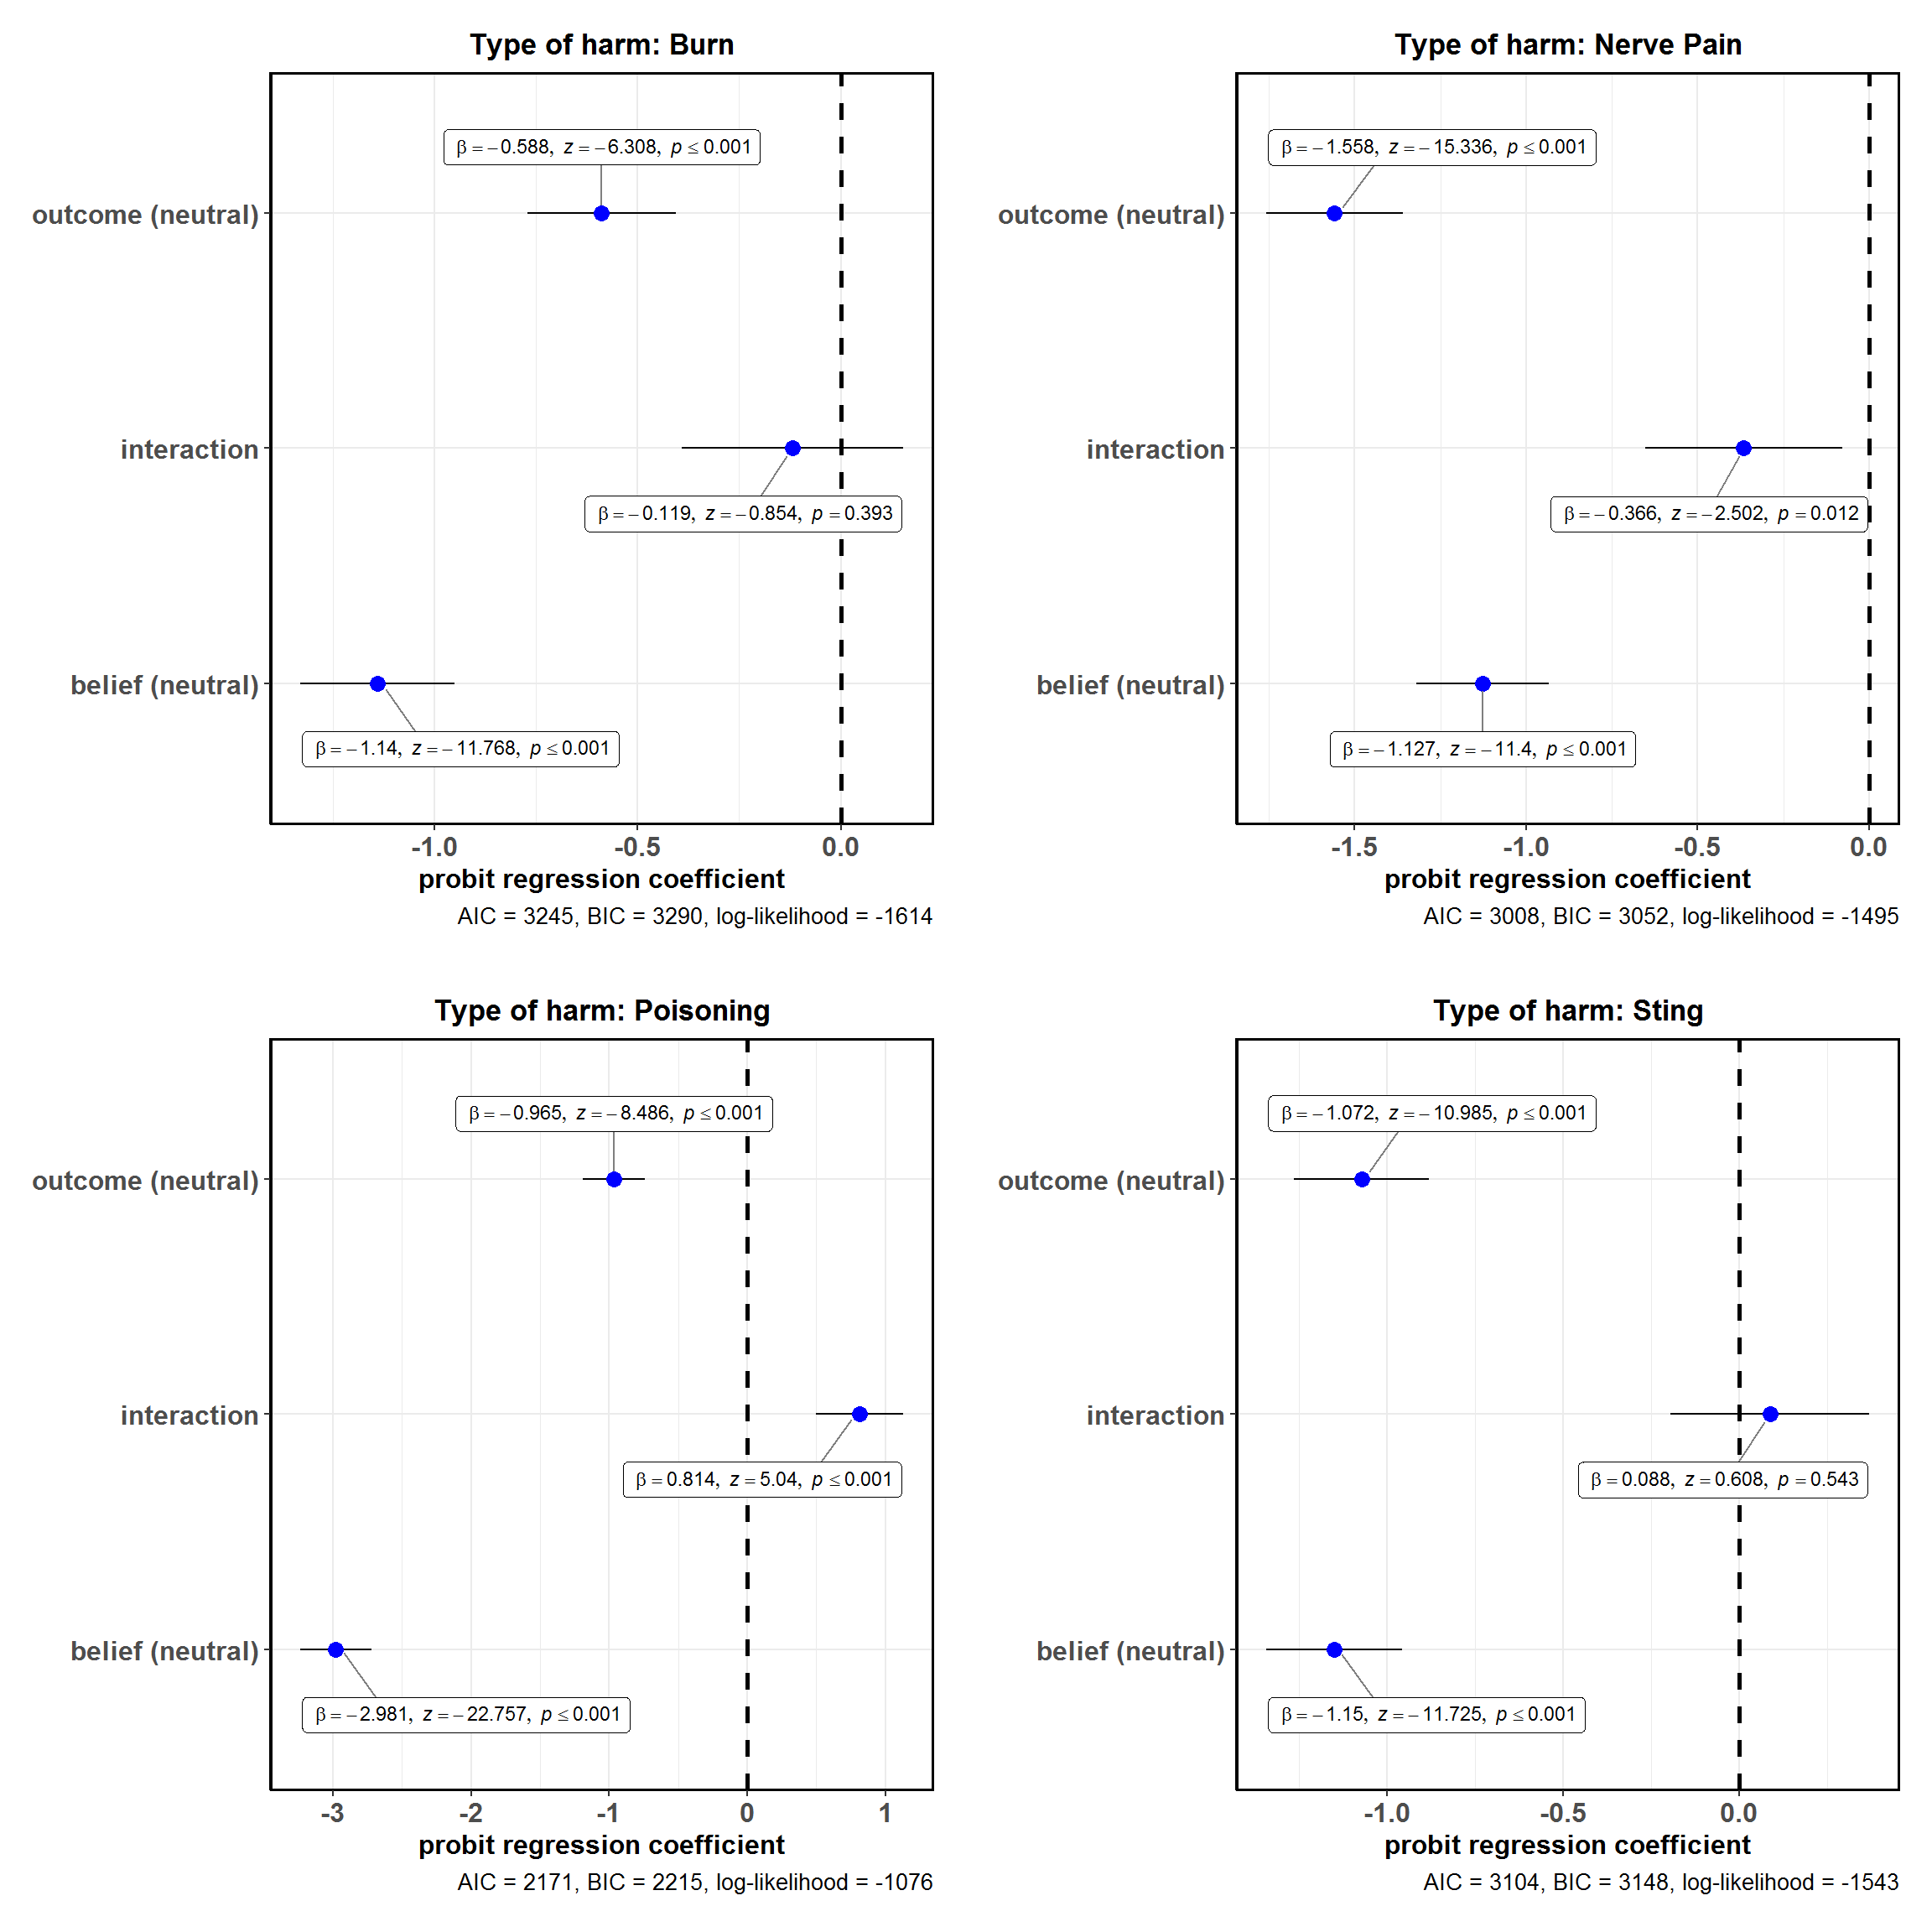 Type of harm: Burn
β = −0.588, z = −6.308, p ≤ 0.001
outcome (neutral)
interaction
β = −0.119, z = −0.854, p = 0.393
belief (neutral)
β = −1.14, z = −11.768, p ≤ 0.001
-1.0 -0.5 0.0
probit regression coefficient
AIC = 3245, BIC = 3290, log-likelihood = -1614
Type of harm: Nerve Pain
β = −1.558, z = −15.336, p ≤ 0.001
outcome (neutral)
interaction
β = −0.366, z = −2.502, p = 0.012
belief (neutral)
β = −1.127, z = −11.4, p ≤ 0.001
-1.5 -1.0 -0.5 0.0
probit regression coefficient
AIC = 3008, BIC = 3052, log-likelihood = -1495
Type of harm: Poisoning
β = −0.965, z = −8.486, p ≤ 0.001
outcome (neutral)
interaction
β = 0.814, z = 5.04, p ≤ 0.001
belief (neutral)
β = −2.981, z = −22.757, p ≤ 0.001
-3 -2 -1 0 1
probit regression coefficient
AIC = 2171, BIC = 2215, log-likelihood = -1076
Type of harm: Sting
β = −1.072, z = −10.985, p ≤ 0.001
outcome (neutral)
interaction
β = 0.088, z = 0.608, p = 0.543
belief (neutral)
β = −1.15, z = −11.725, p ≤ 0.001
-1.0 -0.5 0.0
probit regression coefficient
AIC = 3104, BIC = 3148, log-likelihood = -1543